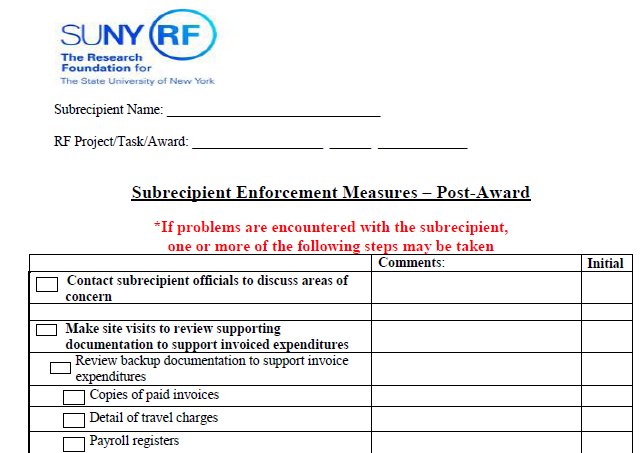 SUNY RF
The Research
Foundation for
The State University of New York
Subrecipient Name: ______________________________
RF Project/Task/Award: ___________________ ______ _____________
Subrecipient Enforcement Measures – Post-Award
*If problems are encountered with the subrecipient,
one or more of the following steps may be taken
Comments: Initial
Contact subrecipient officials to discuss areas of
concern
Make site visits to review supporting
documentation to support invoiced expenditures
Review backup documentation to support invoice
expenditures
Copies of paid invoices
Detail of travel charges
Payroll registers